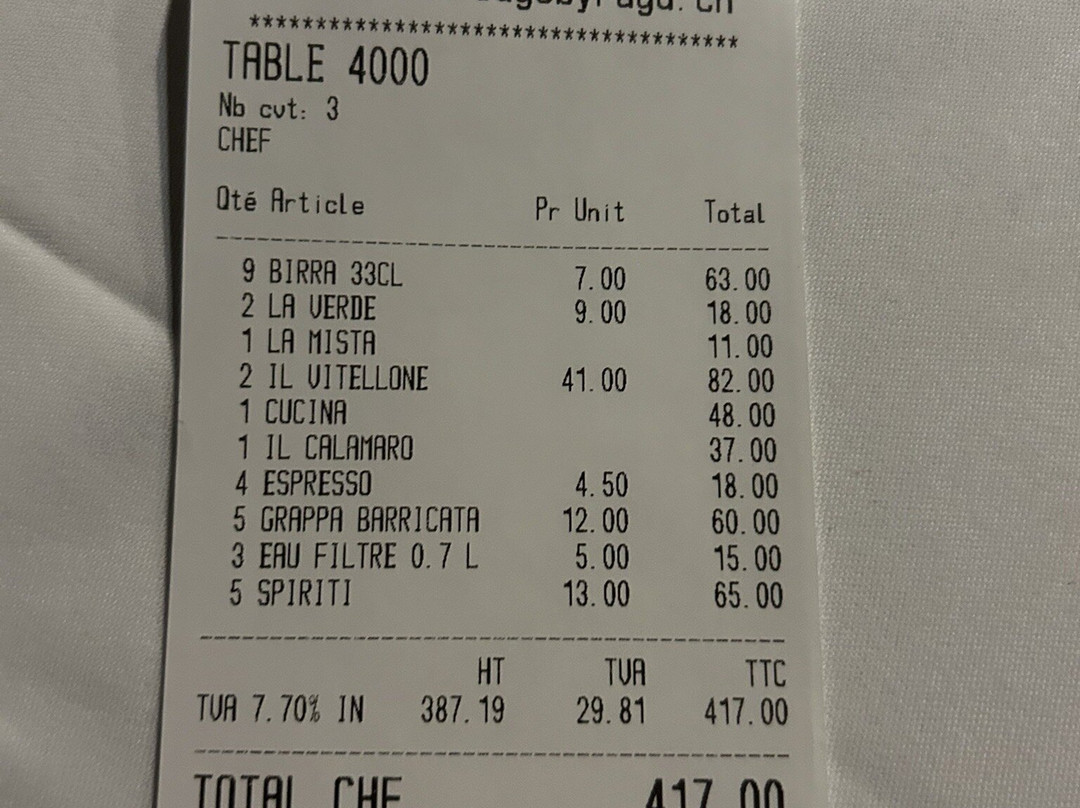 ***************************************
TABLE 4000
Nb cvt: 3
CHEF
Qté Article Pr Unit Total
9 BIRRA 33CL 7.00 63.00
2 LA VERDE 9.00 18.00
1 LA MISTA 11.00
2 IL VITELLONE 41.00 82.00
1 CUCINA 48.00
1 IL CALAMARO 37.00
4 ESPRESSO 4.50 18.00
5 GRAPPA BARRICATA 12.00 60.00
3 EAU FILTRE 0.7 L 5.00 15.00
5 SPIRITI 13.00 65.00
HT TVA TTC
TVA 7.70% IN 387.19 29.81 417.00
TOTAL CHF 417.00